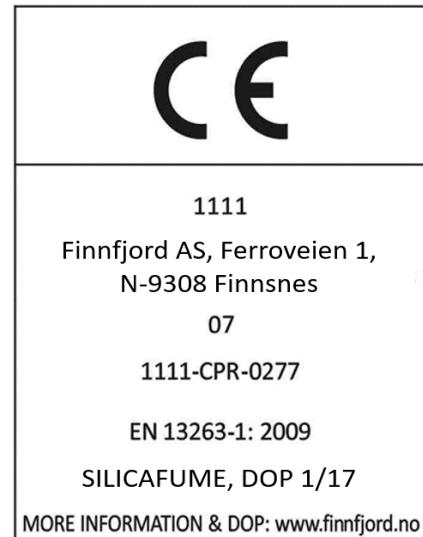 CE
1111
Finnfjord AS, Ferroveien 1,
N-9308 Finnsnes
07
1111-CPR-0277
EN 13263-1: 2009
SILICAFUME, DOP 1/17
MORE INFORMATION & DOP: www.finnfjord.no